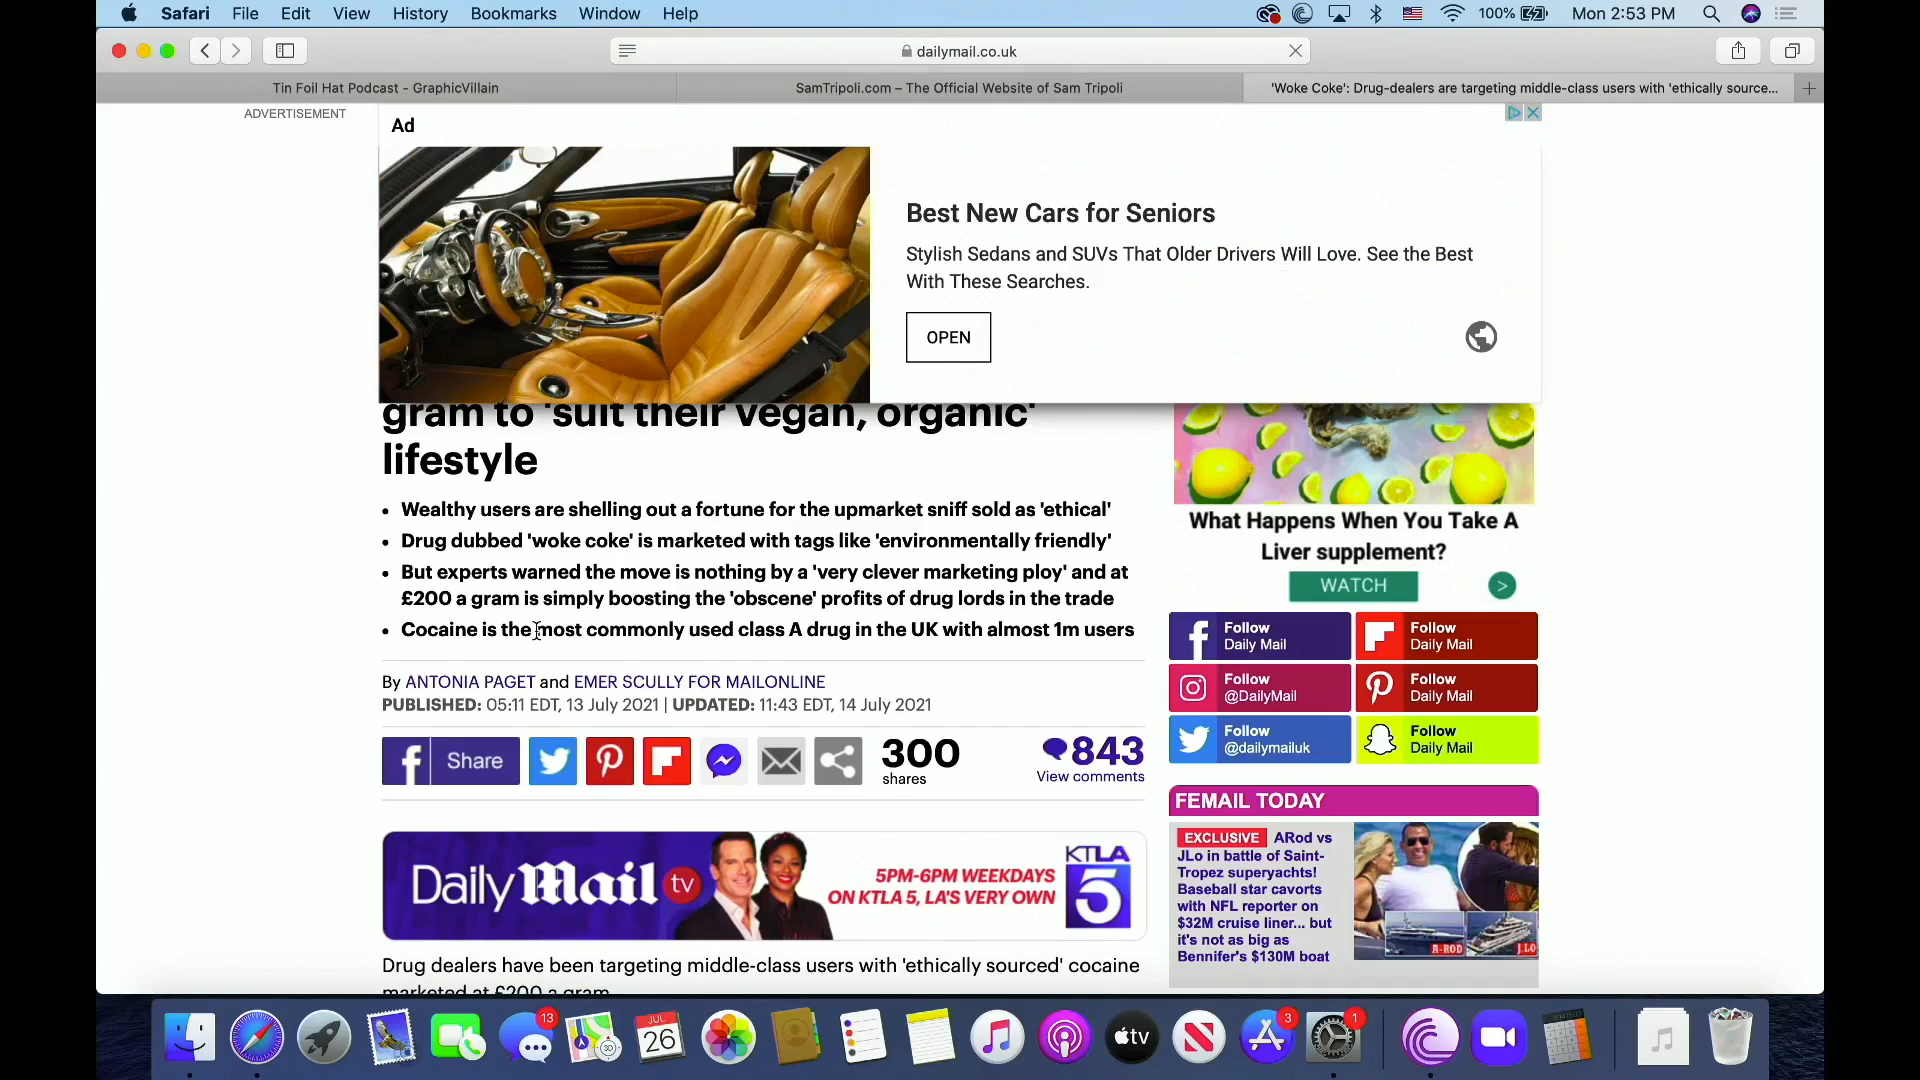 Safari File Edit View History Bookmarks Window Help 100% Mon 2:53 PM
dailymail.co.uk
Tin Foil Hat Podcast - GraphicVillain
SamTripoli.com – The Official Website of Sam Tripoli
'Woke Coke': Drug-dealers are targeting middle-class users with 'ethically source...
ADVERTISEMENT
Ad
Best New Cars for Seniors
Stylish Sedans and SUVs That Older Drivers Will Love. See the Best
With These Searches.
OPEN
gram to 'suit their vegan, organic'
lifestyle
• Wealthy users are shelling out a fortune for the upmarket sniff sold as 'ethical'
• Drug dubbed 'woke coke' is marketed with tags like 'environmentally friendly'
• But experts warned the move is nothing by a 'very clever marketing ploy' and at
£200 a gram is simply boosting the 'obscene' profits of drug lords in the trade
• Cocaine is the most commonly used class A drug in the UK with almost 1m users
By ANTONIA PAGET and EMER SCULLY FOR MAILONLINE
PUBLISHED: 05:11 EDT, 13 July 2021 | UPDATED: 11:43 EDT, 14 July 2021
Share
300
shares
843
View comments
Daily Mail tv
5PM-6PM WEEKDAYS
ON KTLA 5, LA'S VERY OWN
KTLA
5
Drug dealers have been targeting middle-class users with 'ethically sourced' cocaine
marketed at £200 a gram
What Happens When You Take A
Liver supplement?
WATCH >
Follow
Daily Mail
Follow
Daily Mail
Follow
@DailyMail
Follow
Daily Mail
Follow
@dailymailuk
Follow
Daily Mail
FEMAIL TODAY
EXCLUSIVE ARod vs
JLo in battle of Saint-
Tropez superyachts!
Baseball star cavorts
with NFL reporter on
$32M cruise liner... but
it's not as big as
Bennifer's $130M boat
A-ROD
J.LO
13
JUL
26
3D
tv
3
1